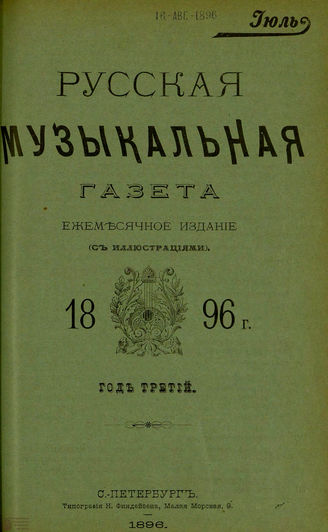 16-АВГ-1896
Іюль
РУССКАЯ
МУЗЫКАЛЬНАЯ
ГАЗЕТА
ЕЖЕМѢСЯЧНОЕ ИЗДАНІЕ
(СЪ ИЛЛЮСТРАЦІЯМИ).
18 96 г.
ГОДЪ ТРЕТІЙ.
С.-ПЕТЕРБУРГЪ.
Типографія Н. Финдейзена, Малая Морская, 9.
1896.